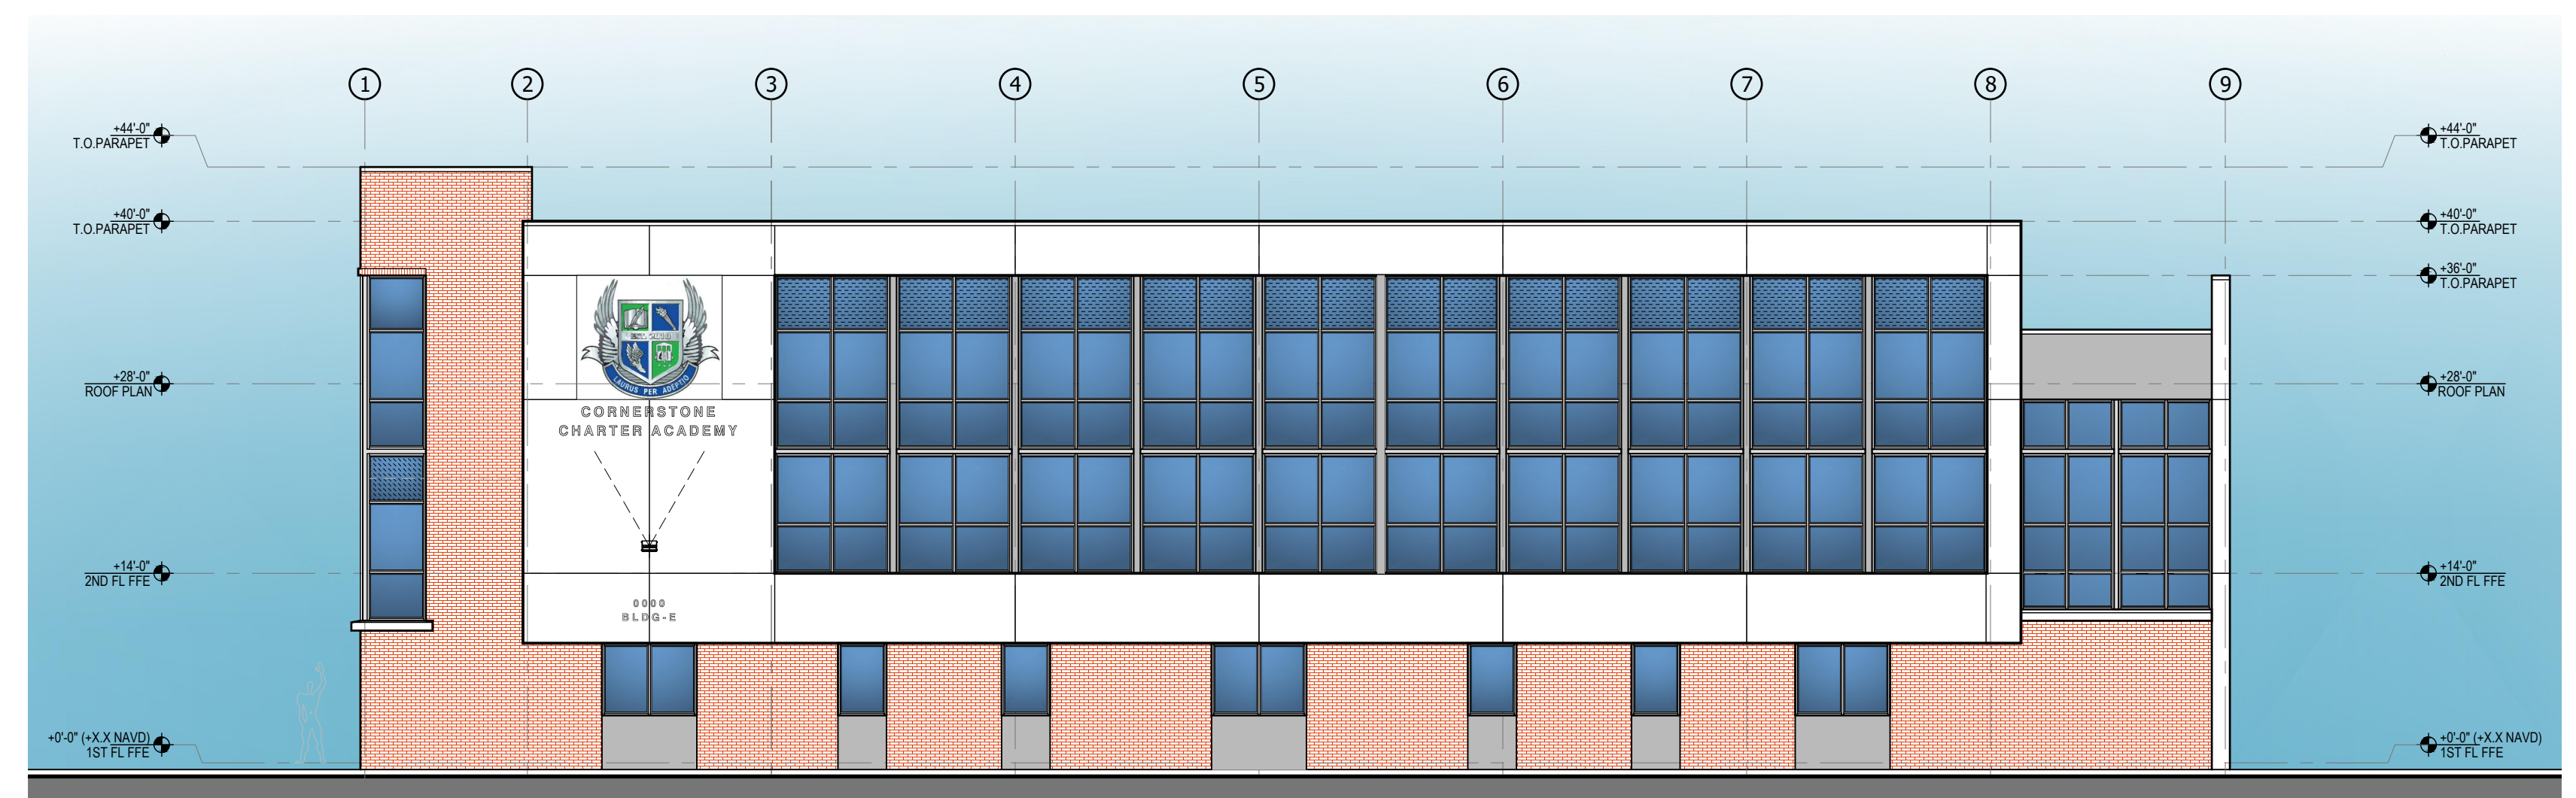 1 2 3 4 5 6 7 8 9
+44'-0"
T.O.PARAPET
+44'-0"
T.O.PARAPET
+40'-0"
T.O.PARAPET
+40'-0"
T.O.PARAPET
+36'-0"
T.O.PARAPET
+28'-0"
ROOF PLAN
+28'-0"
ROOF PLAN
LAURUS PER ADEPTIO
CORNERSTONE
CHARTER ACADEMY
+14'-0"
2ND FL FFE
+14'-0"
2ND FL FFE
0000
BLDG-E
+0'-0" (+X.X NAVD)
1ST FL FFE
+0'-0" (+X.X NAVD)
1ST FL FFE